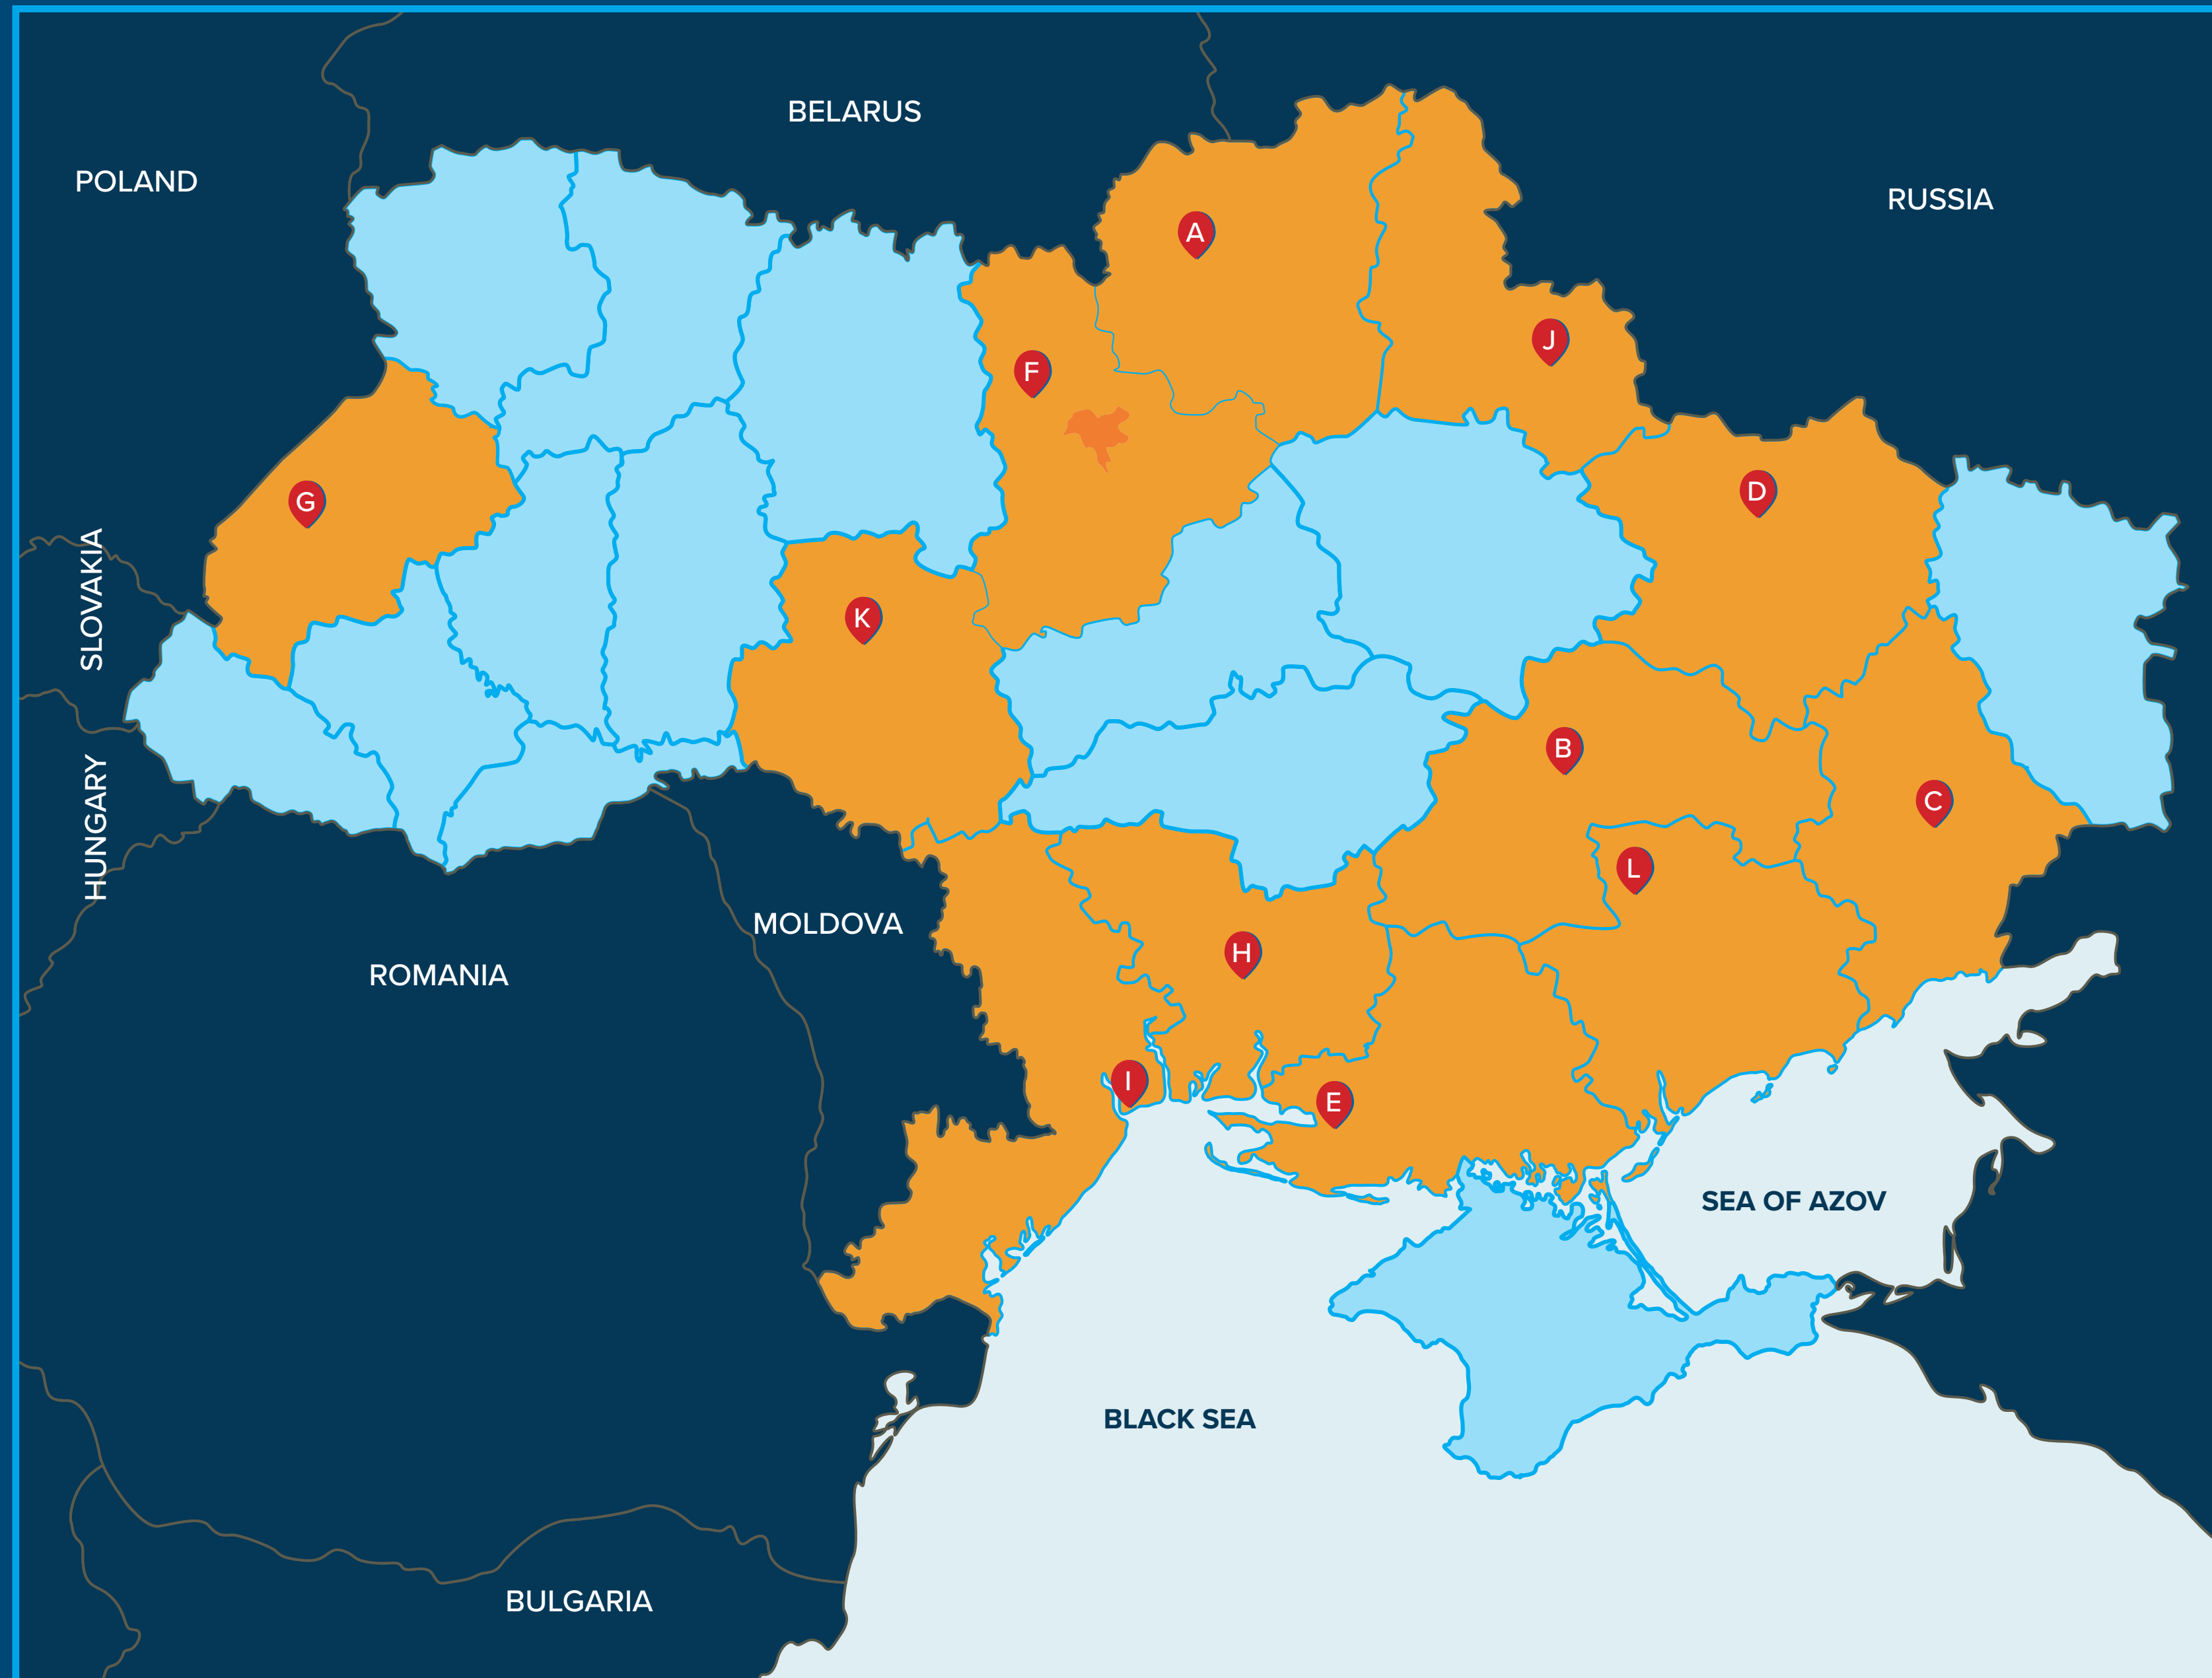 BELARUS
POLAND
RUSSIA
A
J
F
D
G
SLOVAKIA
K
B
C
HUNGARY
L
MOLDOVA
H
ROMANIA
I
E
SEA OF AZOV
BLACK SEA
BULGARIA